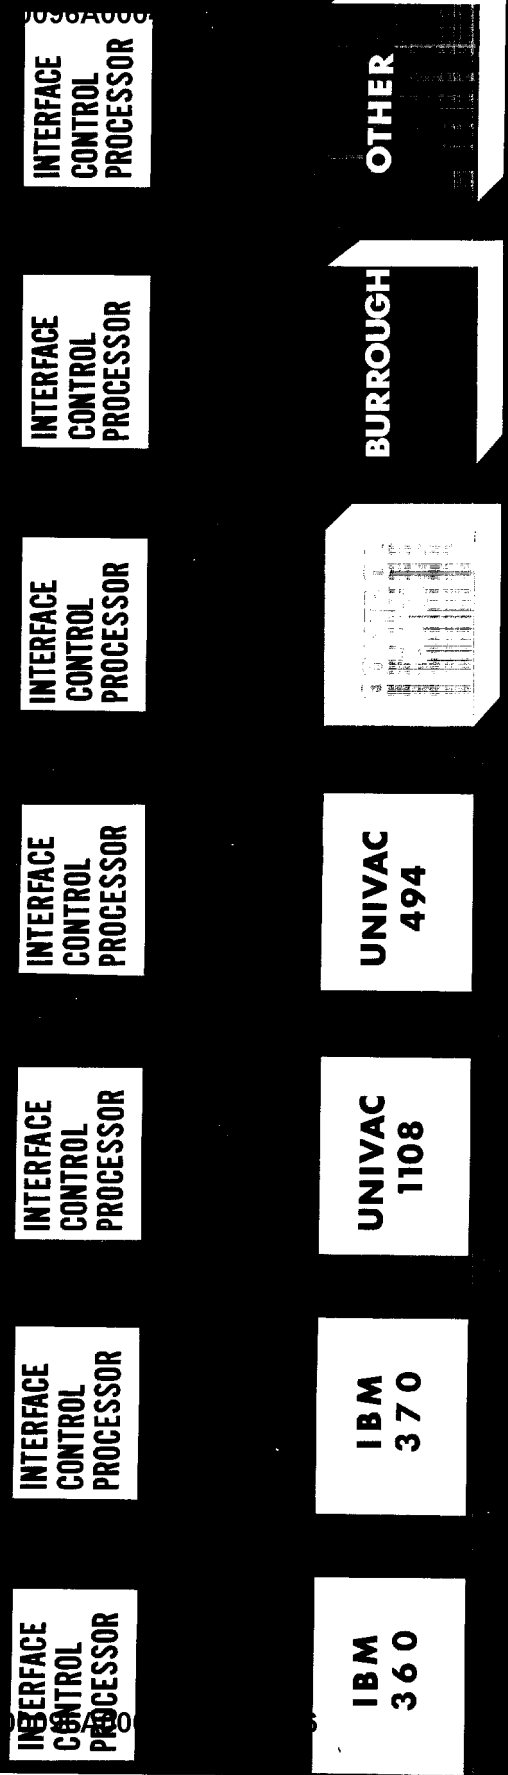 INTERFACE
CONTROL
PROCESSOR
INTERFACE
CONTROL
PROCESSOR
INTERFACE
CONTROL
PROCESSOR
INTERFACE
CONTROL
PROCESSOR
INTERFACE
CONTROL
PROCESSOR
INTERFACE
CONTROL
PROCESSOR
INTERFACE
CONTROL
PROCESSOR
IBM
360
IBM
370
UNIVAC
1108
UNIVAC
494
BURROUGH
OTHER